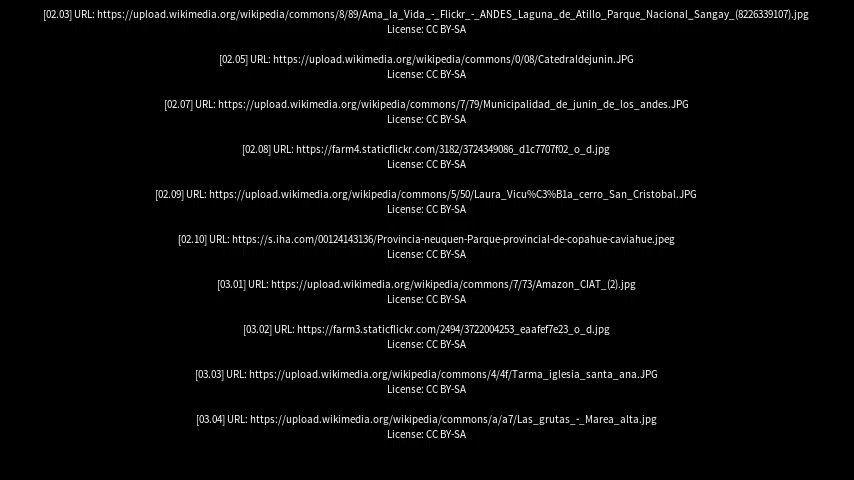 [02.03] URL: https://upload.wikimedia.org/wikipedia/commons/8/89/Ama_la_Vida_-_Flickr_-_ANDES_Laguna_de_Atillo_Parque_Nacional_Sangay_(8226339107).jpg
License: CC BY-SA
[02.05] URL: https://upload.wikimedia.org/wikipedia/commons/0/08/Catedraldejunin.JPG
License: CC BY-SA
[02.07] URL: https://upload.wikimedia.org/wikipedia/commons/7/79/Municipalidad_de_junin_de_los_andes.JPG
License: CC BY-SA
[02.08] URL: https://farm4.staticflickr.com/3182/3724349086_d1c7707f02_o_d.jpg
License: CC BY-SA
[02.09] URL: https://upload.wikimedia.org/wikipedia/commons/5/50/Laura_Vicu%C3%B1a_cerro_San_Cristobal.JPG
License: CC BY-SA
[02.10] URL: https://s.iha.com/00124143136/Provincia-neuquen-Parque-provincial-de-copahue-caviahue.jpeg
License: CC BY-SA
[03.01] URL: https://upload.wikimedia.org/wikipedia/commons/7/73/Amazon_CIAT_(2).jpg
License: CC BY-SA
[03.02] URL: https://farm3.staticflickr.com/2494/3722004253_eaafef7e23_o_d.jpg
License: CC BY-SA
[03.03] URL: https://upload.wikimedia.org/wikipedia/commons/4/4f/Tarma_iglesia_santa_ana.JPG
License: CC BY-SA
[03.04] URL: https://upload.wikimedia.org/wikipedia/commons/a/a7/Las_grutas_-_Marea_alta.jpg
License: CC BY-SA